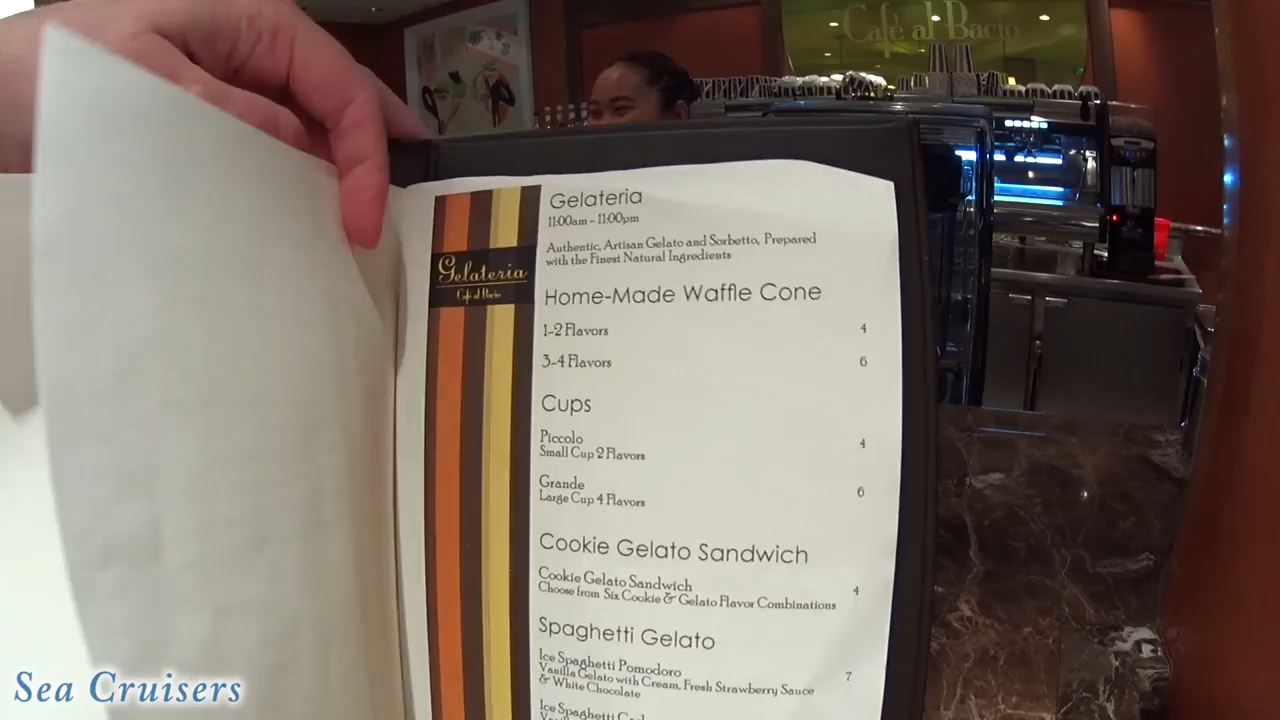 Café al Bacio
Gelateria
11:00am - 11:00pm
Authentic, Artisan Gelato and Sorbetto, Prepared
with the Finest Natural Ingredients
Gelateria
Café al Bacio
Home-Made Waffle Cone
1-2 Flavors 4
3-4 Flavors 6
Cups
Piccolo 4
Small Cup 2 Flavors
Grande 6
Large Cup 4 Flavors
Cookie Gelato Sandwich
Cookie Gelato Sandwich 4
Choose from Six Cookie & Gelato Flavor Combinations
Spaghetti Gelato
Ice Spaghetti Pomodoro 7
Vanilla Gelato with Cream, Fresh Strawberry Sauce
& White Chocolate
Ice Spaghetti
Sea Cruisers